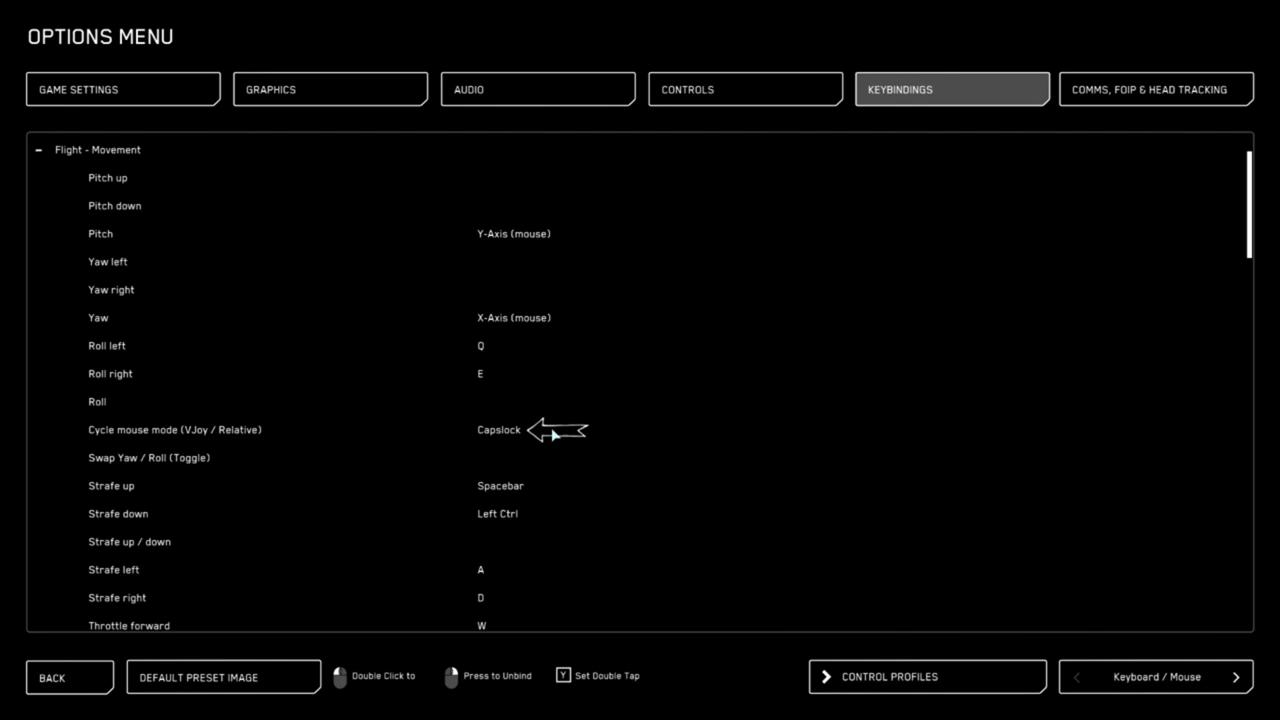 OPTIONS MENU
GAME SETTINGS GRAPHICS AUDIO CONTROLS KEYBINDINGS COMMS, FOIP & HEAD TRACKING
– Flight - Movement
Pitch up
Pitch down
Pitch Y-Axis (mouse)
Yaw left
Yaw right
Yaw X-Axis (mouse)
Roll left Q
Roll right E
Roll
Cycle mouse mode (VJoy / Relative) Capslock
Swap Yaw / Roll (Toggle)
Strafe up Spacebar
Strafe down Left Ctrl
Strafe up / down
Strafe left A
Strafe right D
Throttle forward W
BACK DEFAULT PRESET IMAGE Double Click to Press to Unbind Y Set Double Tap CONTROL PROFILES Keyboard / Mouse